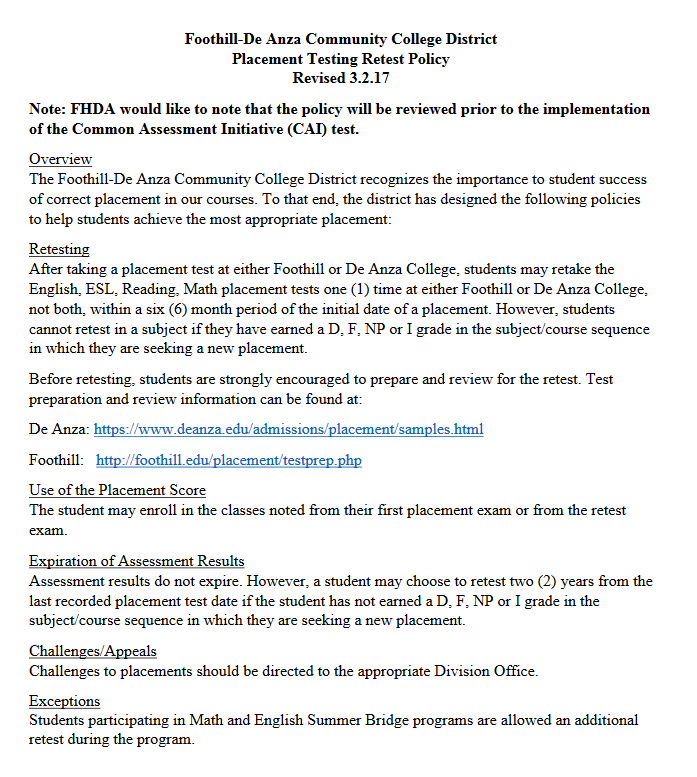 Foothill-De Anza Community College District
Placement Testing Retest Policy
Revised 3.2.17
Note: FHDA would like to note that the policy will be reviewed prior to the implementation
of the Common Assessment Initiative (CAI) test.
Overview
The Foothill-De Anza Community College District recognizes the importance to student success
of correct placement in our courses. To that end, the district has designed the following policies
to help students achieve the most appropriate placement:
Retesting
After taking a placement test at either Foothill or De Anza College, students may retake the
English, ESL, Reading, Math placement tests one (1) time at either Foothill or De Anza College,
not both, within a six (6) month period of the initial date of a placement. However, students
cannot retest in a subject if they have earned a D, F, NP or I grade in the subject/course sequence
in which they are seeking a new placement.
Before retesting, students are strongly encouraged to prepare and review for the retest. Test
preparation and review information can be found at:
De Anza: https://www.deanza.edu/admissions/placement/samples.html
Foothill: http://foothill.edu/placement/testprep.php
Use of the Placement Score
The student may enroll in the classes noted from their first placement exam or from the retest
exam.
Expiration of Assessment Results
Assessment results do not expire. However, a student may choose to retest two (2) years from the
last recorded placement test date if the student has not earned a D, F, NP or I grade in the
subject/course sequence in which they are seeking a new placement.
Challenges/Appeals
Challenges to placements should be directed to the appropriate Division Office.
Exceptions
Students participating in Math and English Summer Bridge programs are allowed an additional
retest during the program.